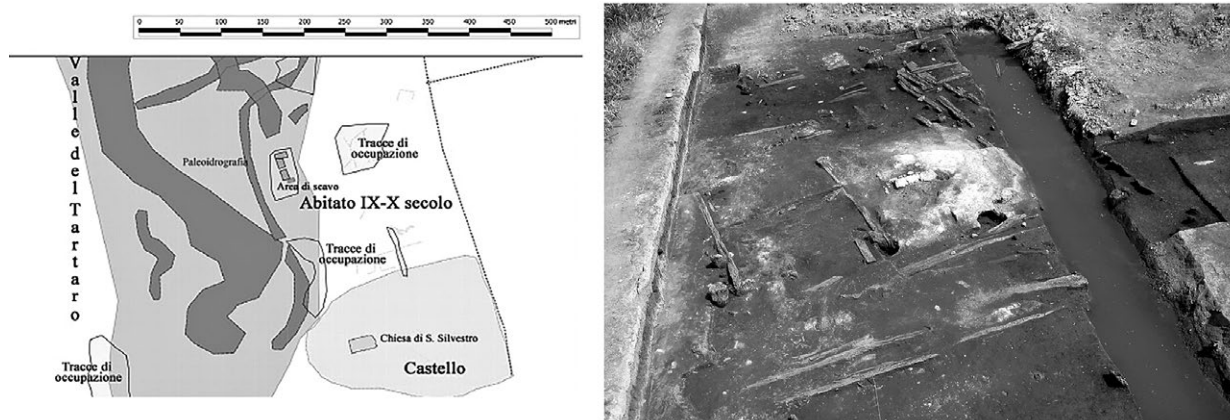 0 50 100 150 200 250 300 350 400 450 500 metri
Valle del Tartaro
Paleoidrografia
Tracce di
occupazione
Area di scavo
Abitato IX-X secolo
Tracce di
occupazione
Chiesa di S. Silvestro
Castello
Tracce di
occupazione